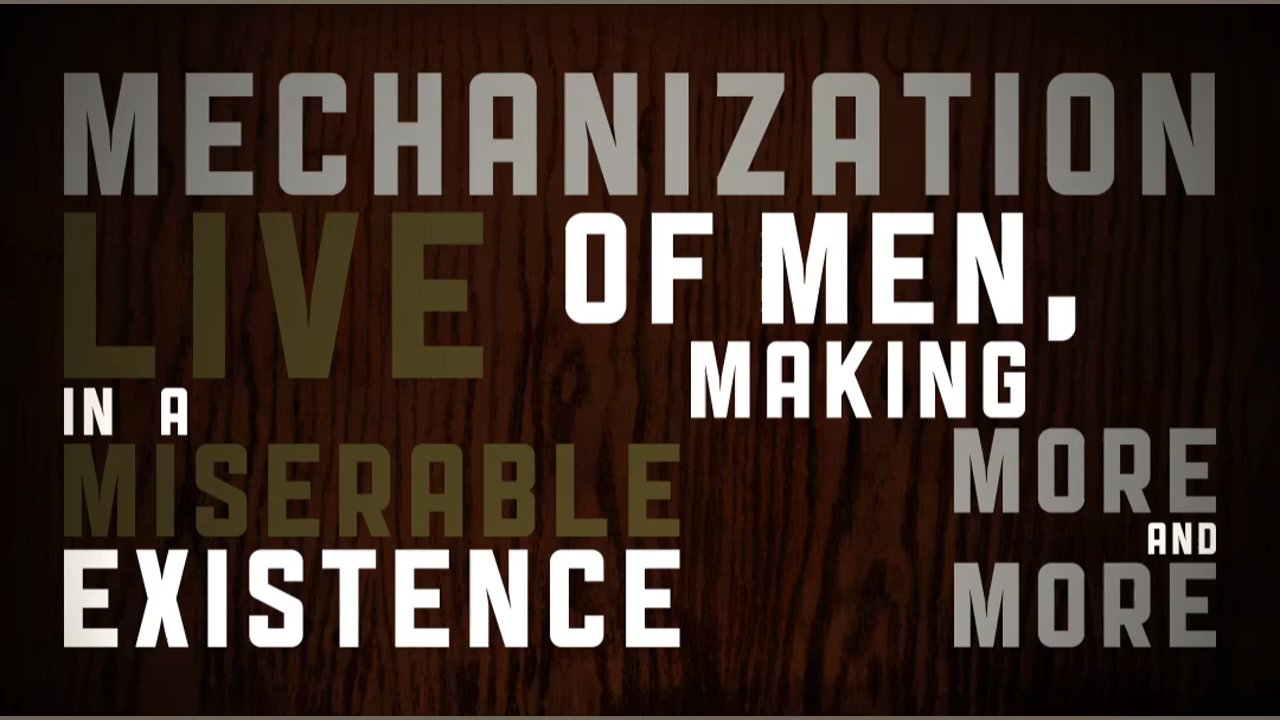 MECHANIZATION
OF MEN,
MAKING
MORE
AND
MORE
LIVE
IN A
MISERABLE
EXISTENCE